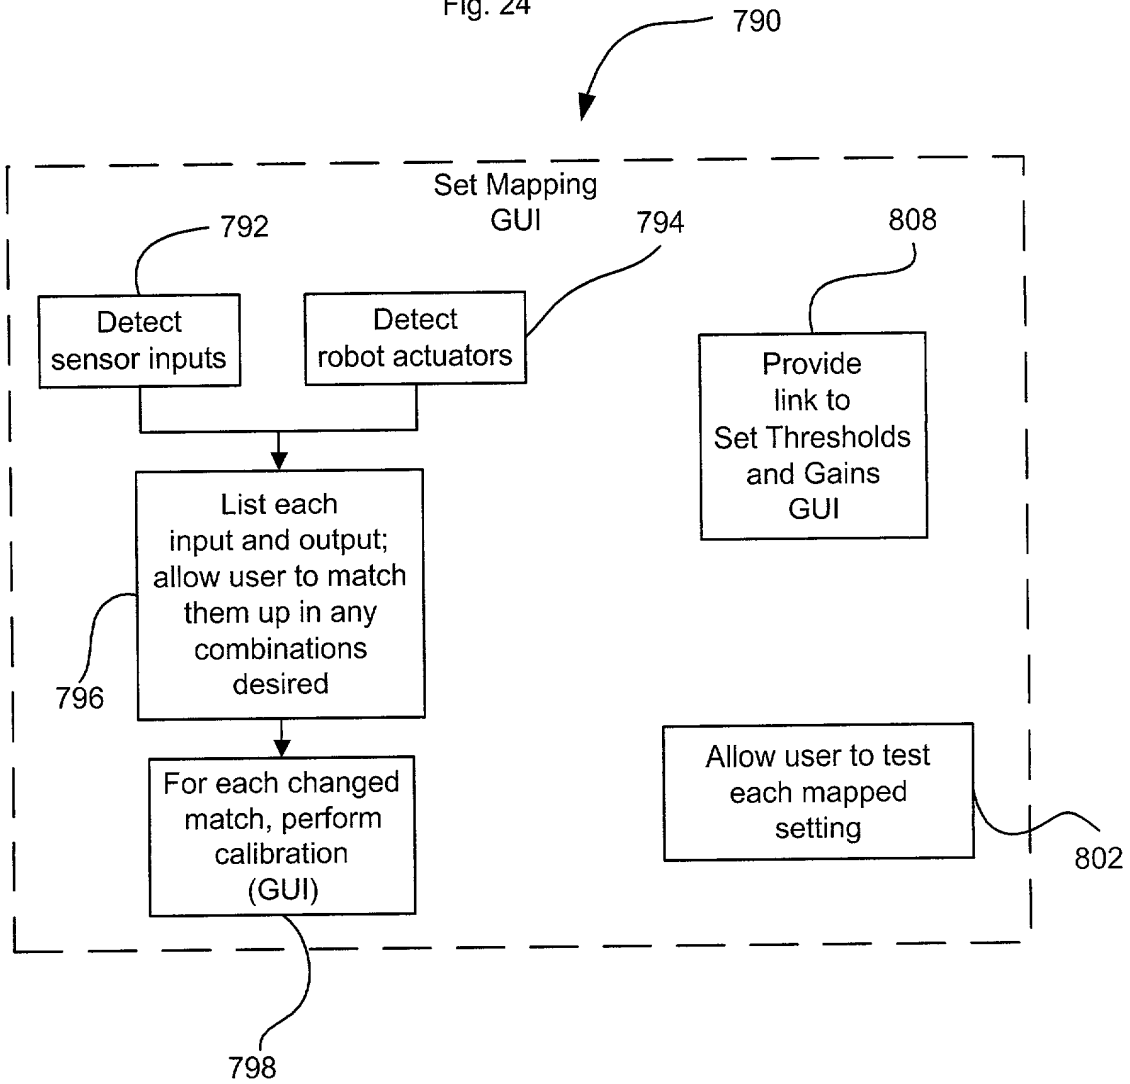 Fig. 24
790
Set Mapping
GUI
792
794
808
Detect
sensor inputs
Detect
robot actuators
Provide
link to
Set Thresholds
and Gains
GUI
List each
input and output;
allow user to match
them up in any
combinations
desired
796
For each changed
match, perform
calibration
(GUI)
Allow user to test
each mapped
setting
802
798